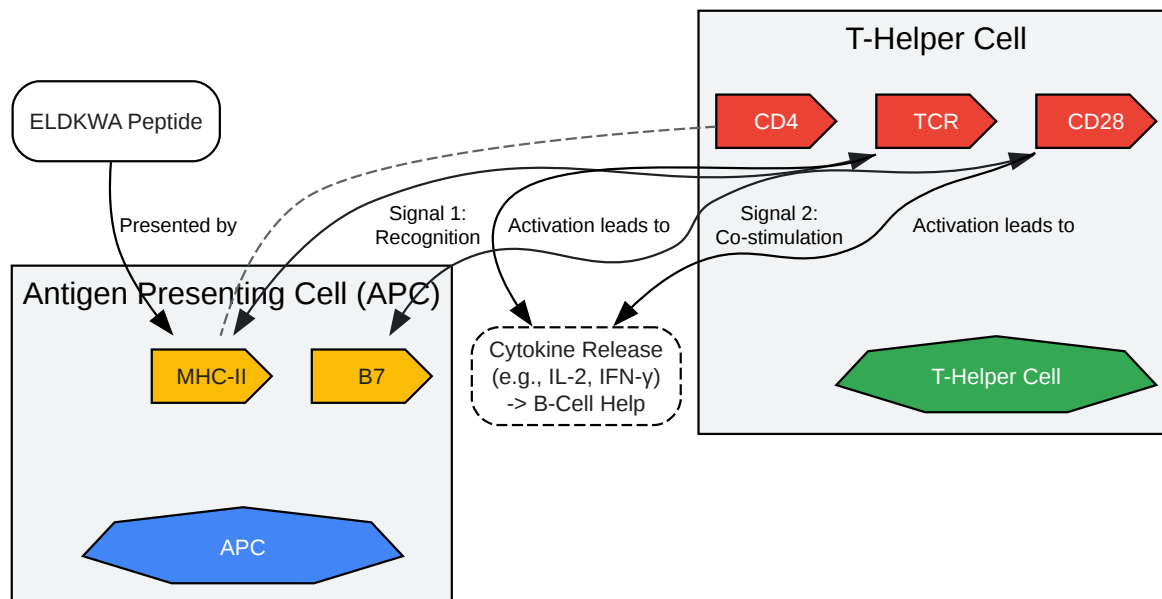 T-Helper Cell
ELDKWA Peptide
CD4
TCR
CD28
Presented by
Signal 1:
Recognition
Activation leads to
Signal 2:
Co-stimulation
Activation leads to
Antigen Presenting Cell (APC)
MHC-II
B7
Cytokine Release
(e.g., IL-2, IFN-γ)
-> B-Cell Help
T-Helper Cell
APC